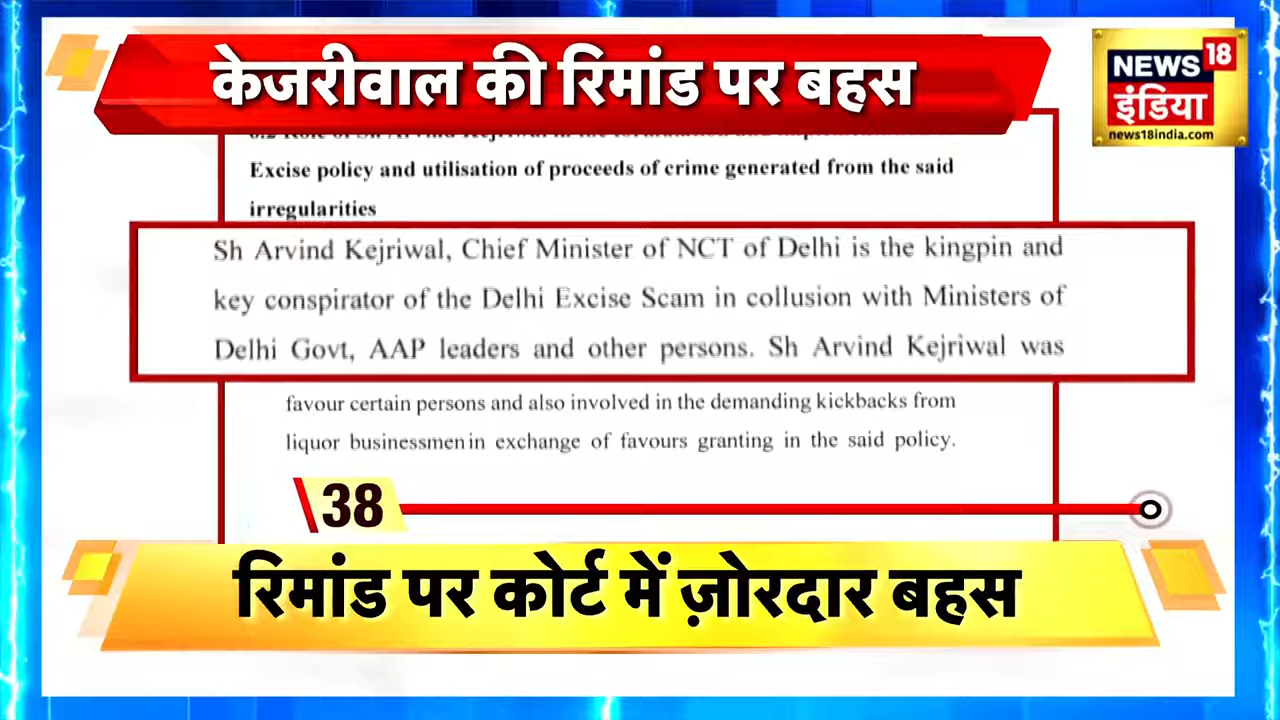 केजरीवाल की रिमांड पर बहस
NEWS 18
इंडिया
news18india.com
Excise policy and utilisation of proceeds of crime generated from the said
irregularities
Sh Arvind Kejriwal, Chief Minister of NCT of Delhi is the kingpin and
key conspirator of the Delhi Excise Scam in collusion with Ministers of
Delhi Govt, AAP leaders and other persons. Sh Arvind Kejriwal was
favour certain persons and also involved in the demanding kickbacks from
liquor businessmen in exchange of favours granting in the said policy.
38
रिमांड पर कोर्ट में ज़ोरदार बहस